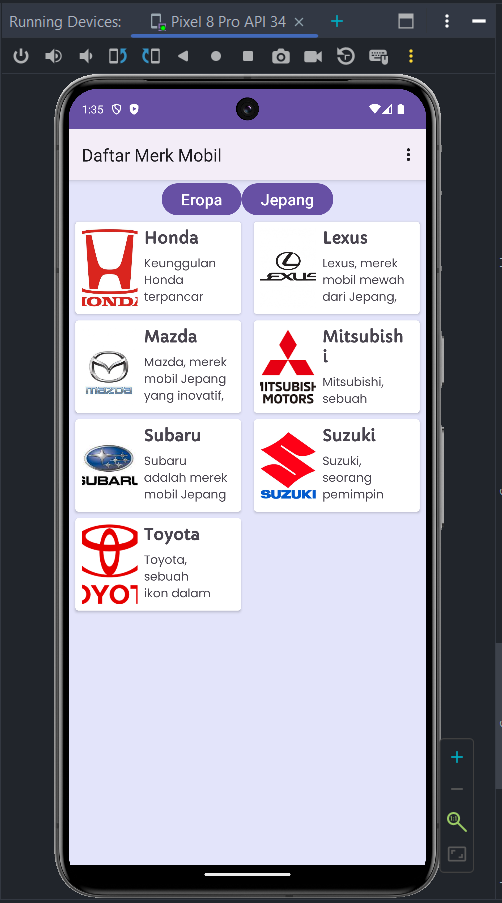 Running Devices:
Pixel 8 Pro API 34
1:35
Daftar Merk Mobil
Eropa
Jepang
HONDA
Honda
Keunggulan
Honda
terpancar
LEXUS
Lexus
Lexus, merek
mobil mewah
dari Jepang,
mazda
Mazda
Mazda, merek
mobil Jepang
yang inovatif,
MITSUBISHI
MOTORS
Mitsubish
i
Mitsubishi,
sebuah
SUBARU
Subaru
Subaru
adalah merek
mobil Jepang
SUZUKI
Suzuki
Suzuki,
seorang
pemimpin
OYOT
Toyota
Toyota,
sebuah
ikon dalam
1:1